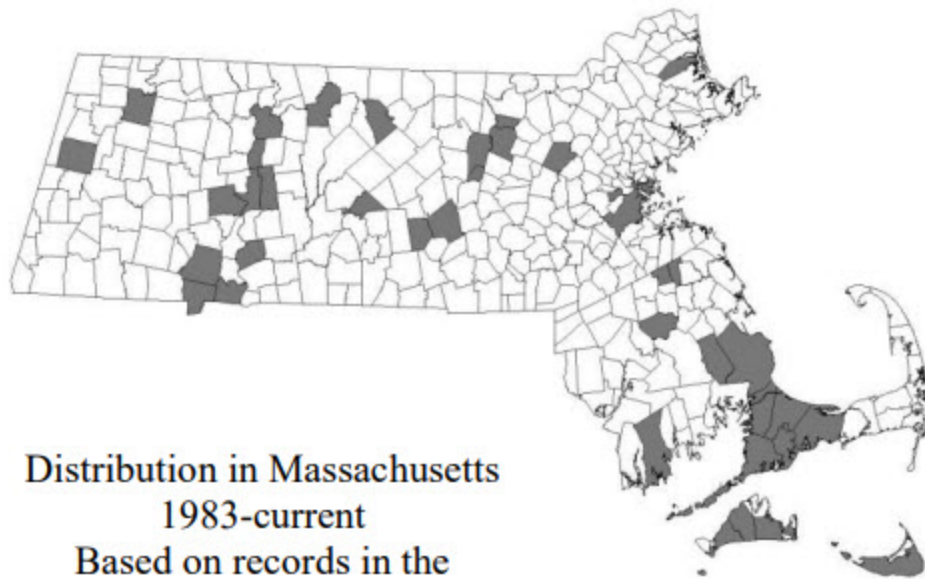 Distribution in Massachusetts
1983-current
Based on records in the